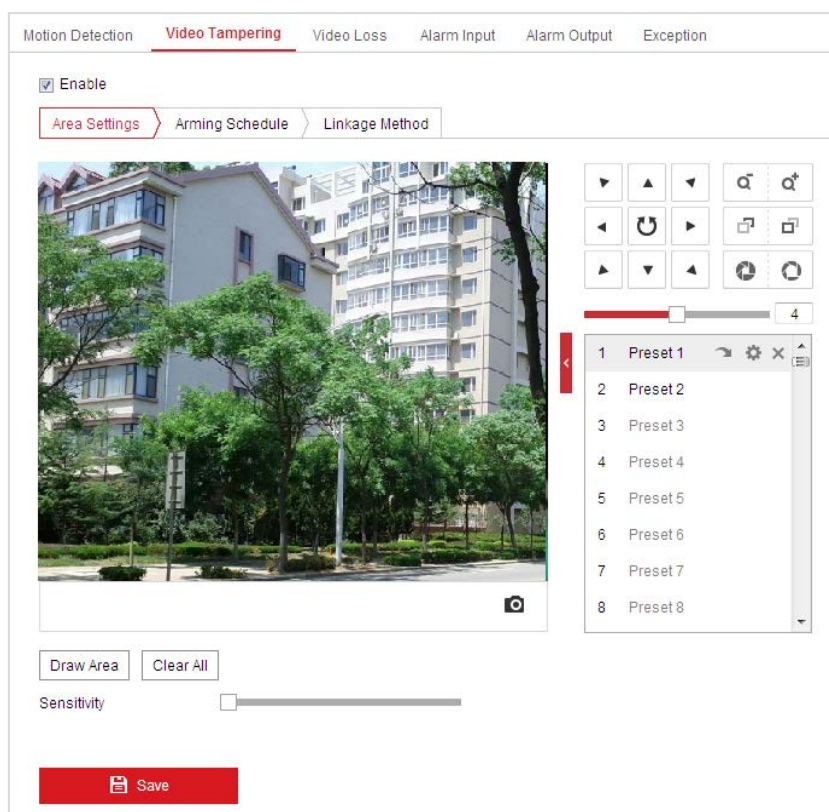 Motion Detection Video Tampering Video Loss Alarm Input Alarm Output Exception
Enable
Area Settings Arming Schedule Linkage Method
4
1 Preset 1
2 Preset 2
3 Preset 3
4 Preset 4
5 Preset 5
6 Preset 6
7 Preset 7
8 Preset 8
Draw Area Clear All
Sensitivity
Save